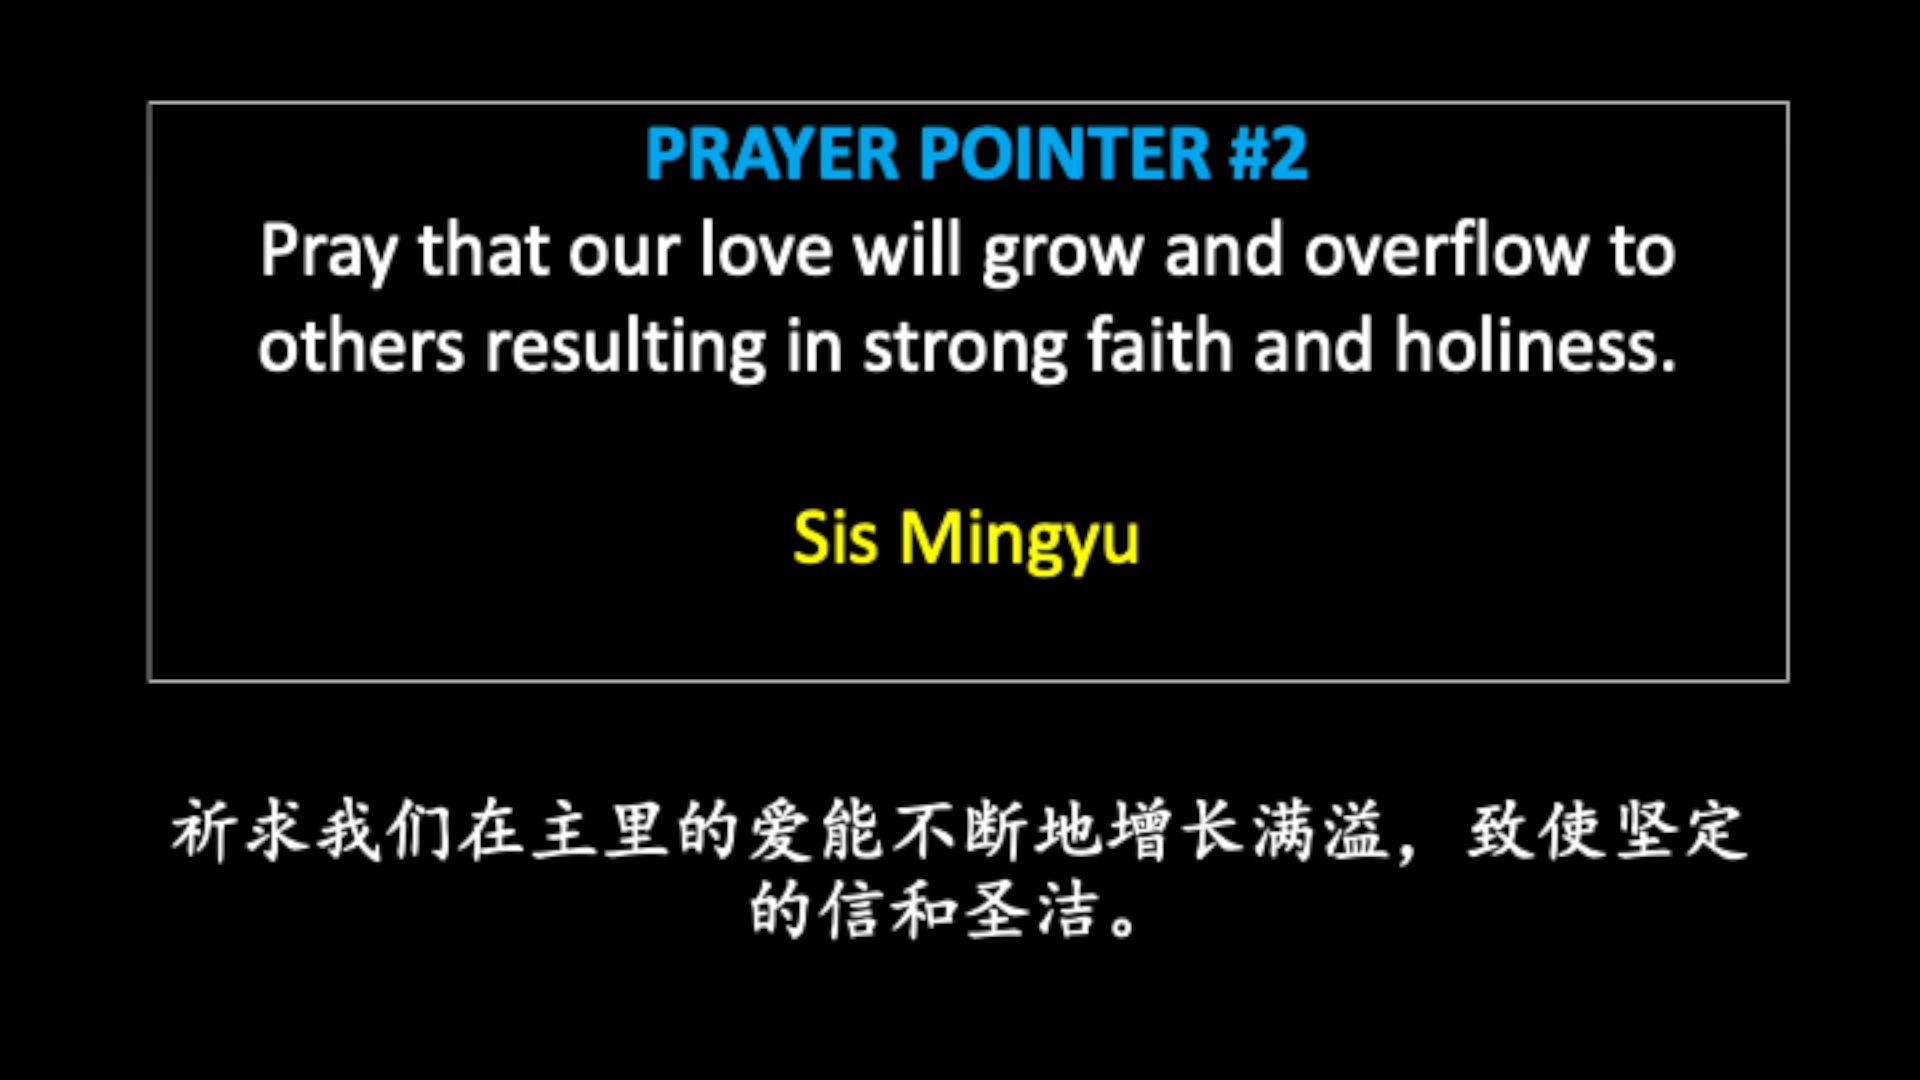 PRAYER POINTER #2
Pray that our love will grow and overflow to
others resulting in strong faith and holiness.
Sis Mingyu
祈求我们在主里的爱能不断地增长满溢，致使坚定
的信和圣洁。